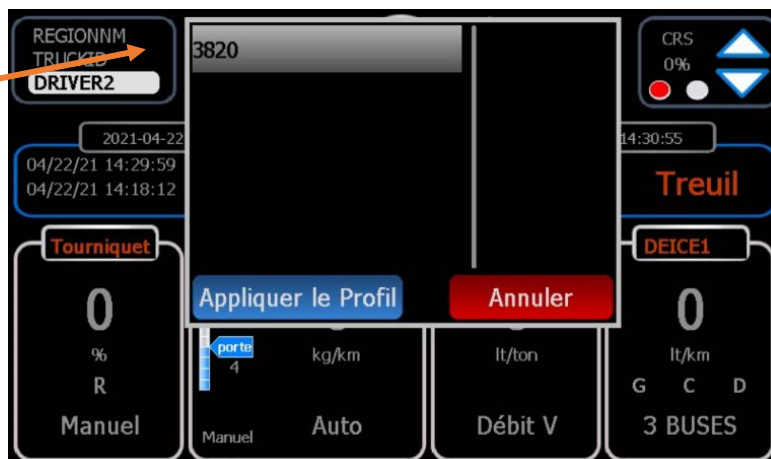 REGIONNM
TRUCKID
DRIVER2
3820
CRS
0%
2021-04-22
14:30:55
04/22/21 14:29:59
04/22/21 14:18:12
Treuil
Appliquer le Profil
Annuler
Tourniquet
0
%
R
Manuel
porte
4
Manuel
kg/km
Auto
lt/ton
Débit V
DEICE1
0
lt/km
G C D
3 BUSES